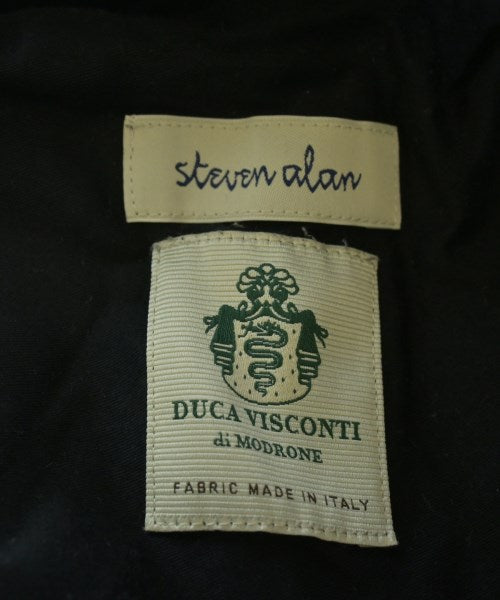 steven alan
DUCA VISCONTI
di MODRONE
FABRIC MADE IN ITALY